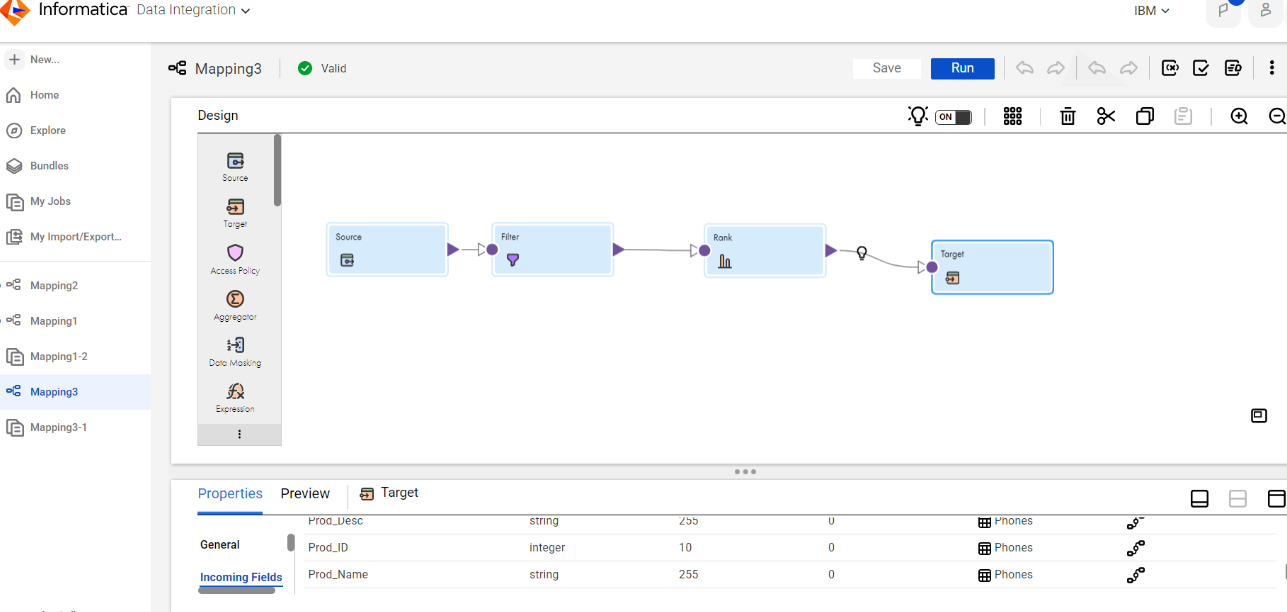 Informatica Data Integration
IBM
New...
Home
Explore
Bundles
My Jobs
My Import/Export...
Mapping2
Mapping1
Mapping1-2
Mapping3
Mapping3-1
Mapping3
Valid
Save
Run
Design
ON
Source
Target
Access Policy
Aggregator
Data Masking
Expression
Source
Filter
Rank
Target
Properties Preview Target
General
Incoming Fields
Prod_Desc string 255 0 Phones
Prod_ID integer 10 0 Phones
Prod_Name string 255 0 Phones